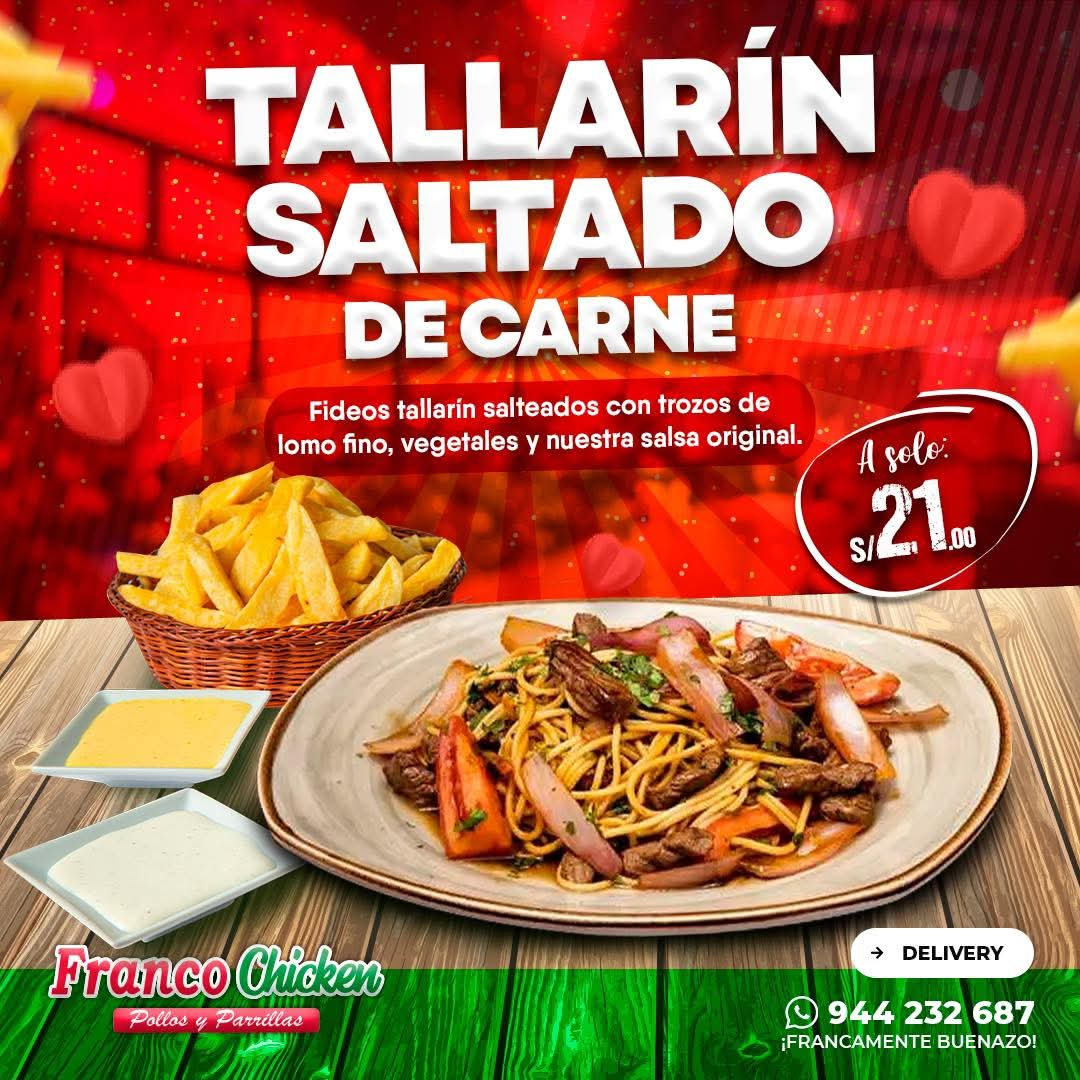 TALLARÍN
SALTADO
DE CARNE
Fideos tallarín salteados con trozos de
lomo fino, vegetales y nuestra salsa original.
A solo:
S/21.00
Franco Chicken
Pollos y Parrillas
→ DELIVERY
944 232 687
¡FRANCAMENTE BUENAZO!